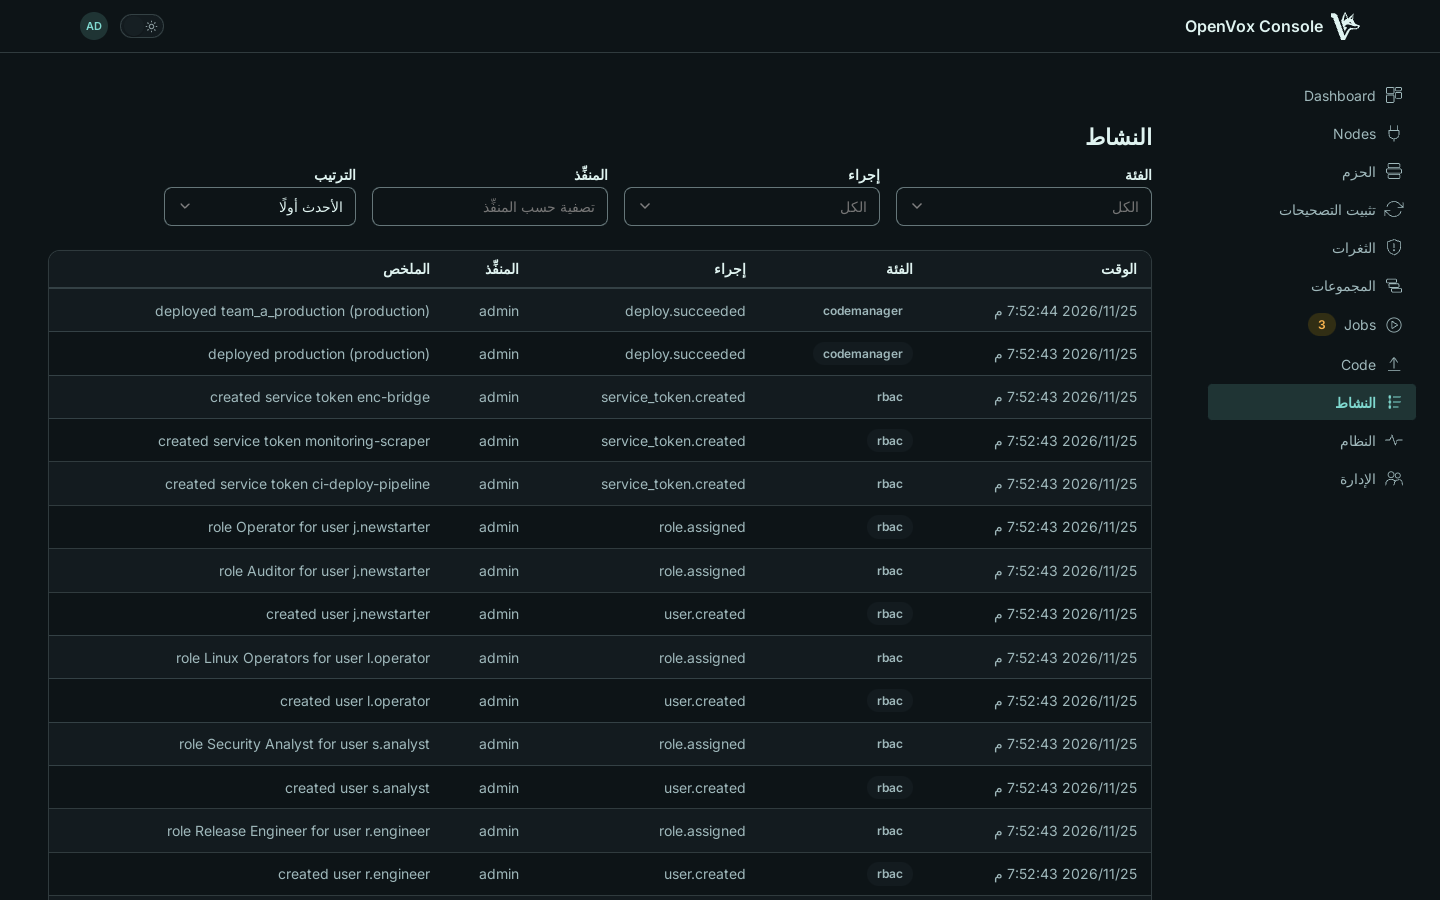 OpenVox Console
AD
Dashboard
Nodes
الحزم
تثبيت التصحيحات
الثغرات
المجموعات
Jobs 3
Code
النشاط
النظام
الإدارة
النشاط
الفئة إجراء المنفِّذ الترتيب
الكل الكل تصفية حسب المنفِّذ الأحدث أولًا
الوقت الفئة إجراء المنفِّذ الملخص
2026/11/25 7:52:44 م codemanager deploy.succeeded admin deployed team_a_production (production)
2026/11/25 7:52:43 م codemanager deploy.succeeded admin deployed production (production)
2026/11/25 7:52:43 م rbac service_token.created admin created service token enc-bridge
2026/11/25 7:52:43 م rbac service_token.created admin created service token monitoring-scraper
2026/11/25 7:52:43 م rbac service_token.created admin created service token ci-deploy-pipeline
2026/11/25 7:52:43 م rbac role.assigned admin role Operator for user j.newstarter
2026/11/25 7:52:43 م rbac role.assigned admin role Auditor for user j.newstarter
2026/11/25 7:52:43 م rbac user.created admin created user j.newstarter
2026/11/25 7:52:43 م rbac role.assigned admin role Linux Operators for user l.operator
2026/11/25 7:52:43 م rbac user.created admin created user l.operator
2026/11/25 7:52:43 م rbac role.assigned admin role Security Analyst for user s.analyst
2026/11/25 7:52:43 م rbac user.created admin created user s.analyst
2026/11/25 7:52:43 م rbac role.assigned admin role Release Engineer for user r.engineer
2026/11/25 7:52:43 م rbac user.created admin created user r.engineer